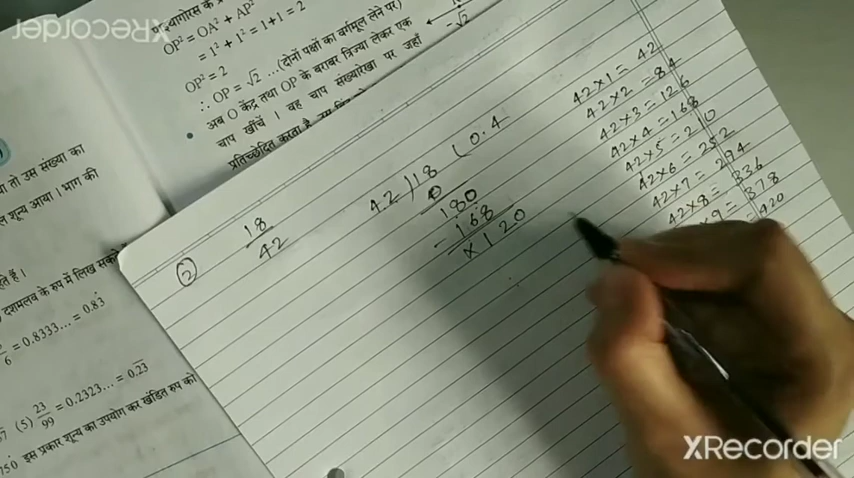 XRecorder
OP² = OA² + AP²
= 1² + 1² = 1 + 1 = 2
OP² = 2
∴ OP = √2 ...(दोनों पक्षों का वर्गमूल लेने पर)
• अब O केंद्र तथा OP के बराबर त्रिज्या लेकर एक
चाप खींचें । वह चाप संख्यारेखा पर जहाँ
प्रतिच्छेदित करता है
√2
तो उस संख्या का
शून्य आया । भाग की
दशमलव के रूप में लिख
= 0.8333... = 0.83̇
(5) 23/99 = 0.2323... = 0.2̅3̅
इस प्रकार शून्य का उपयोग कर खंडित रूप को
② 18/42
42)18(0.4
0
180
- 168
×120
42×1 = 42
42×2 = 84
42×3 = 126
42×4 = 168
42×5 = 210
42×6 = 252
42×7 = 294
42×8 = 336
×9 = 378
= 420
XRecorder